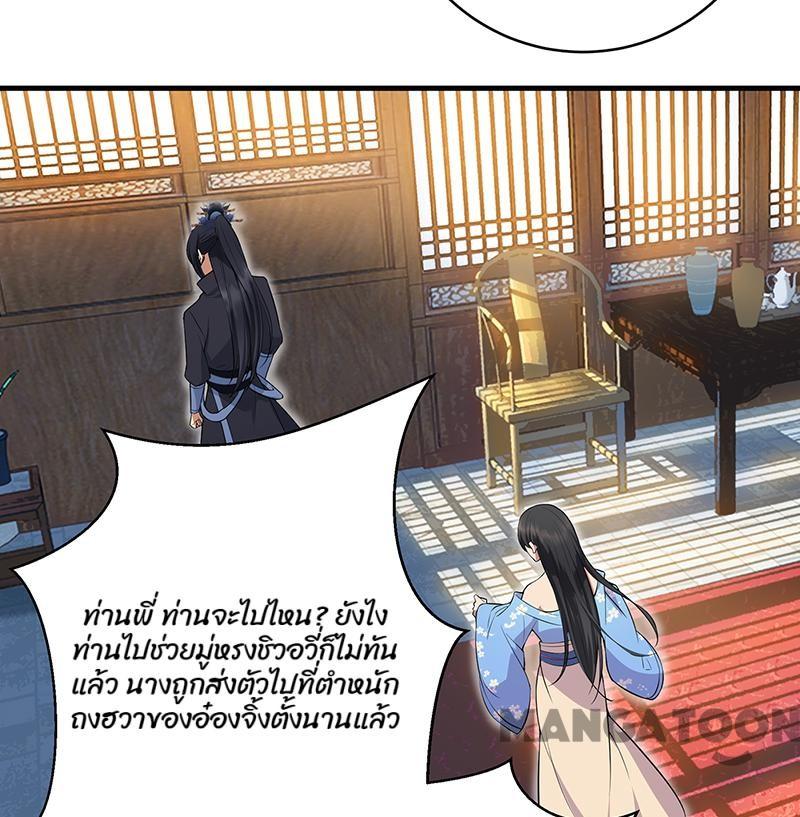 ท่านพี่ ท่านจะไปไหน? ยังไง
ท่านไปช่วยมู่หรงชิวอวี่ก็ไม่ทัน
แล้ว นางถูกส่งตัวไปที่ตำหนัก
ถงฮวาของอ๋องจิ้งตั้งนานแล้ว
MANGATOON